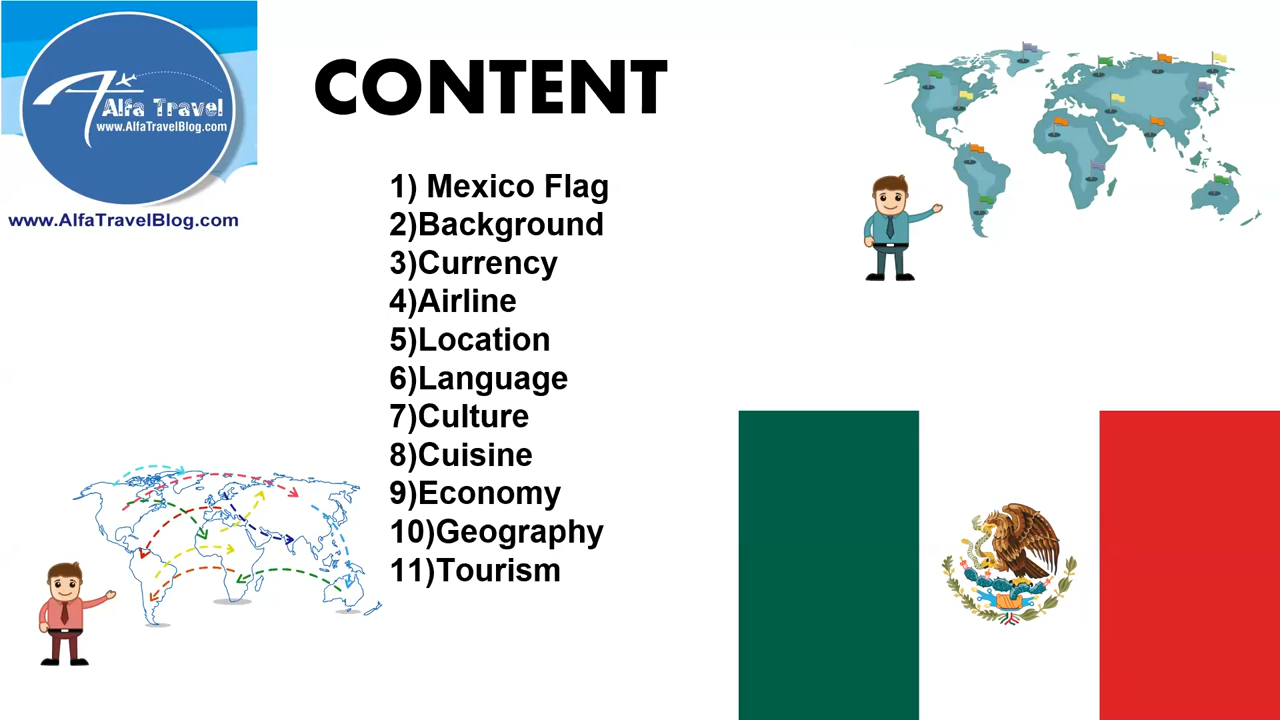 Alfa Travel
www.AlfaTravelBlog.com
www.AlfaTravelBlog.com
CONTENT
1) Mexico Flag
2)Background
3)Currency
4)Airline
5)Location
6)Language
7)Culture
8)Cuisine
9)Economy
10)Geography
11)Tourism